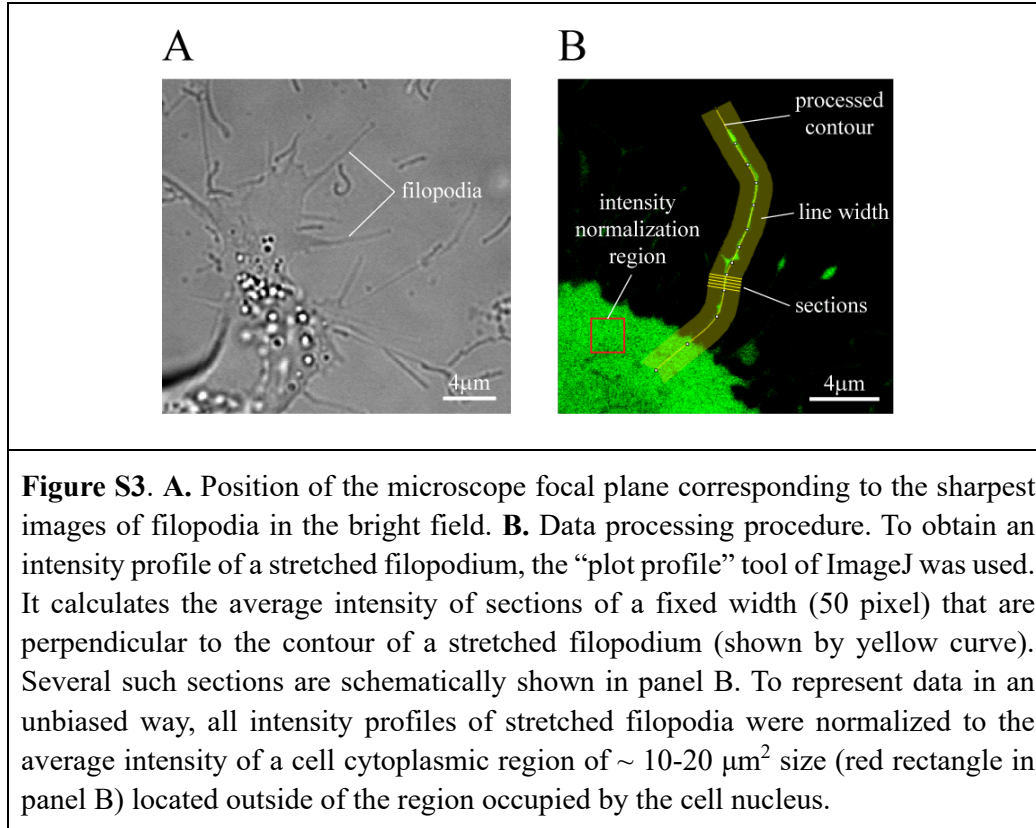 A
B
filopodia
4μm
processed
contour
intensity
normalization
region
line width
sections
4μm
Figure S3. A. Position of the microscope focal plane corresponding to the sharpest
images of filopodia in the bright field. B. Data processing procedure. To obtain an
intensity profile of a stretched filopodium, the “plot profile” tool of ImageJ was used.
It calculates the average intensity of sections of a fixed width (50 pixel) that are
perpendicular to the contour of a stretched filopodium (shown by yellow curve).
Several such sections are schematically shown in panel B. To represent data in an
unbiased way, all intensity profiles of stretched filopodia were normalized to the
average intensity of a cell cytoplasmic region of ~ 10-20 μm² size (red rectangle in
panel B) located outside of the region occupied by the cell nucleus.